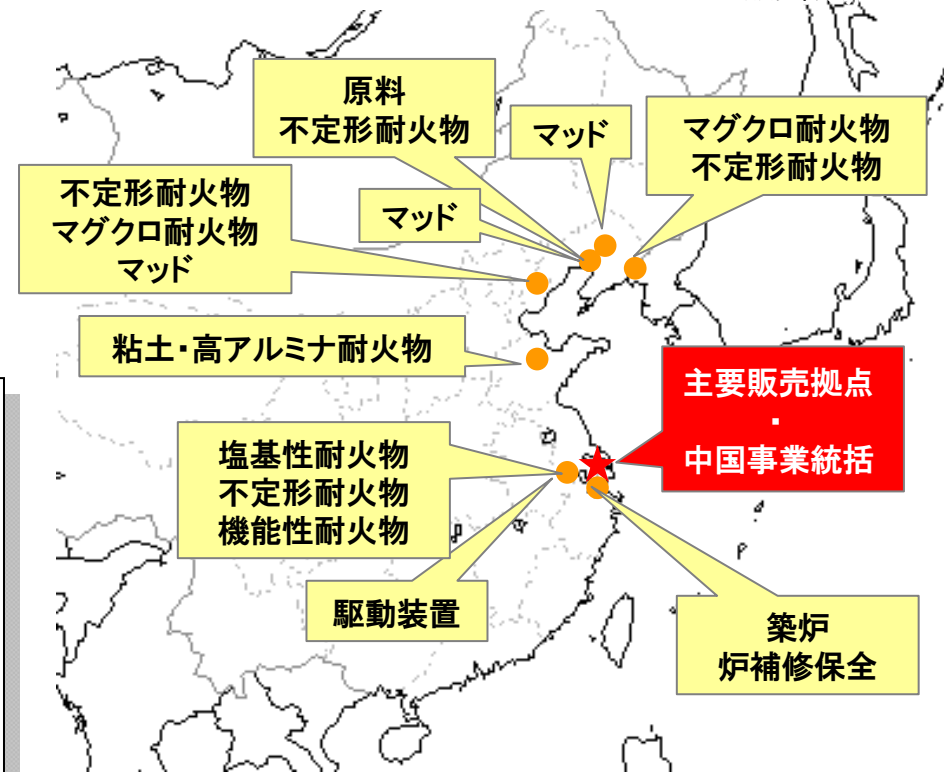 原料
不定形耐火物
マッド
マグクロ耐火物
不定形耐火物
不定形耐火物
マグクロ耐火物
マッド
マッド
粘土・高アルミナ耐火物
主要販売拠点
・
中国事業統括
塩基性耐火物
不定形耐火物
機能性耐火物
駆動装置
築炉
炉補修保全